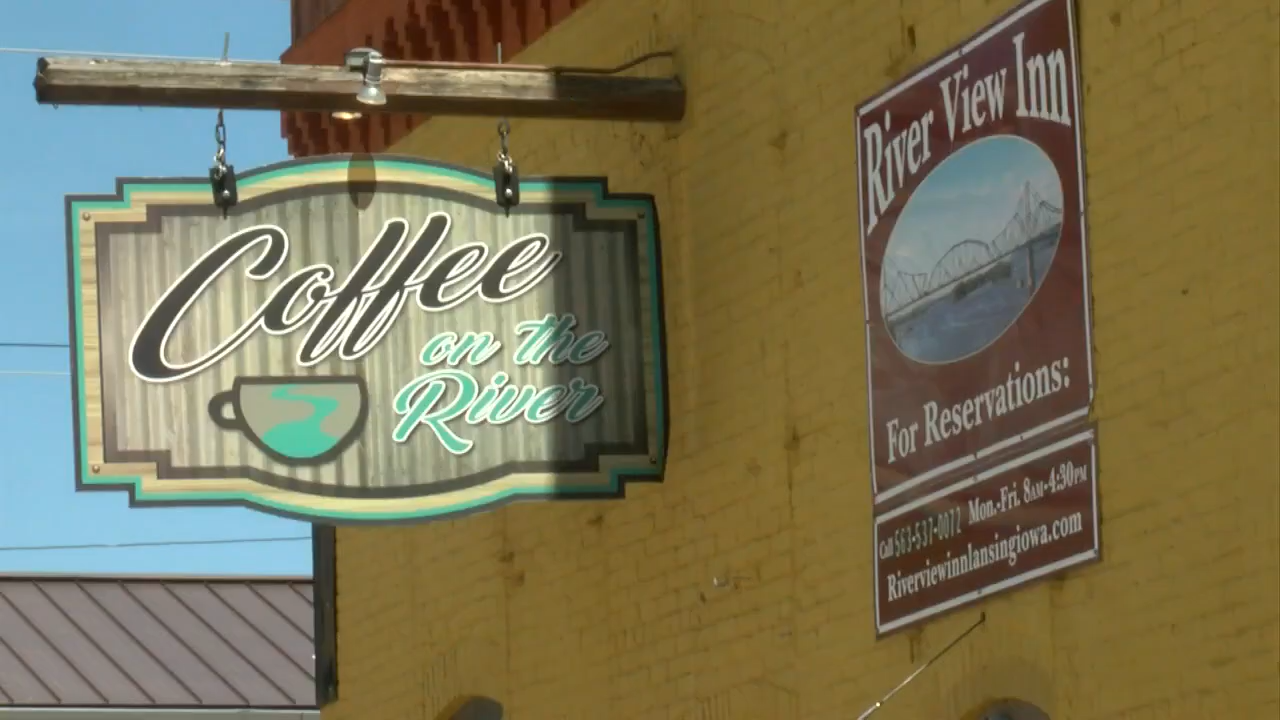 Coffee
on the
River
River View Inn
For Reservations:
Call 563-537-0072 Mon.-Fri. 8AM-4:30PM
Riverviewinnlansingiowa.com